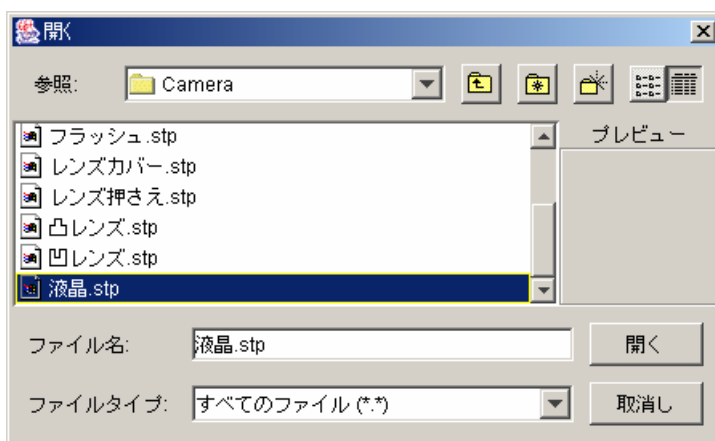 開く
参照: Camera
フラッシュ.stp
レンズカバー.stp
レンズ押さえ.stp
凸レンズ.stp
凹レンズ.stp
液晶.stp
プレビュー
ファイル名: 液晶.stp 開く
ファイルタイプ: すべてのファイル (*.*) 取消し